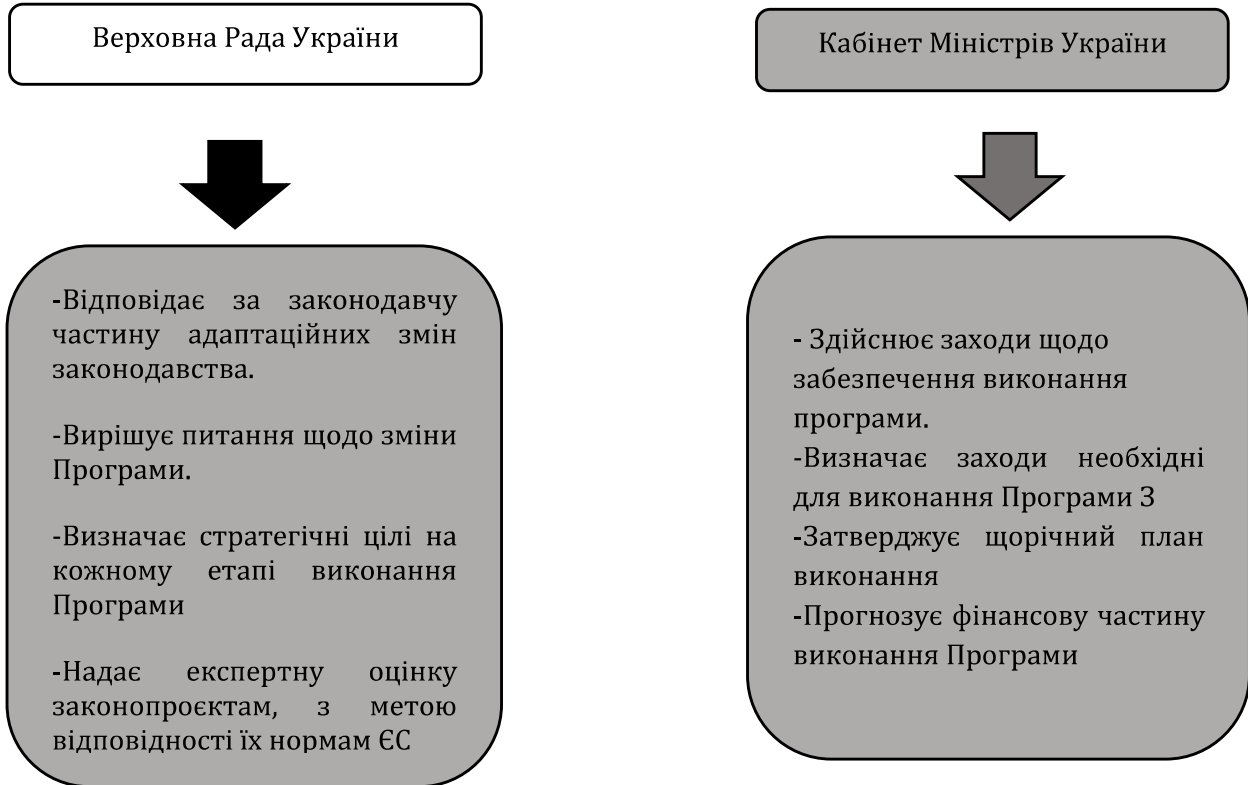 Верховна Рада України
-Відповідає за законодавчу
частину адаптаційних змін
законодавства.
-Вирішує питання щодо зміни
Програми.
-Визначає стратегічні цілі на
кожному етапі виконання
Програми
-Надає експертну оцінку
законопроєктам, з метою
відповідності їх нормам ЄС
Кабінет Міністрів України
- Здійснює заходи щодо
забезпечення виконання
програми.
-Визначає заходи необхідні
для виконання Програми З
-Затверджує щорічний план
виконання
-Прогнозує фінансову частину
виконання Програми